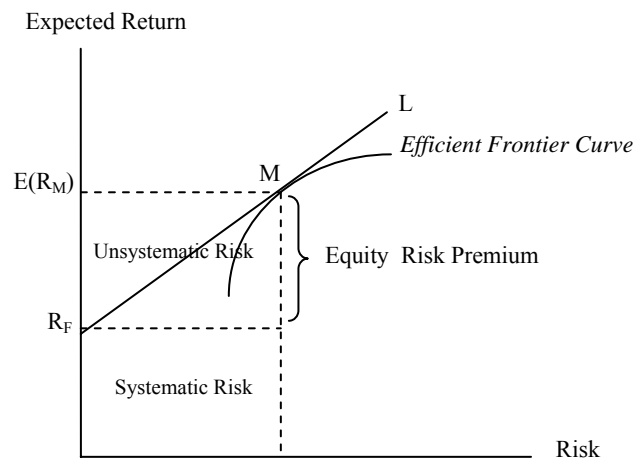 Expected Return
L
Efficient Frontier Curve
M
E(R_M)
Unsystematic Risk
Equity Risk Premium
R_F
Systematic Risk
Risk